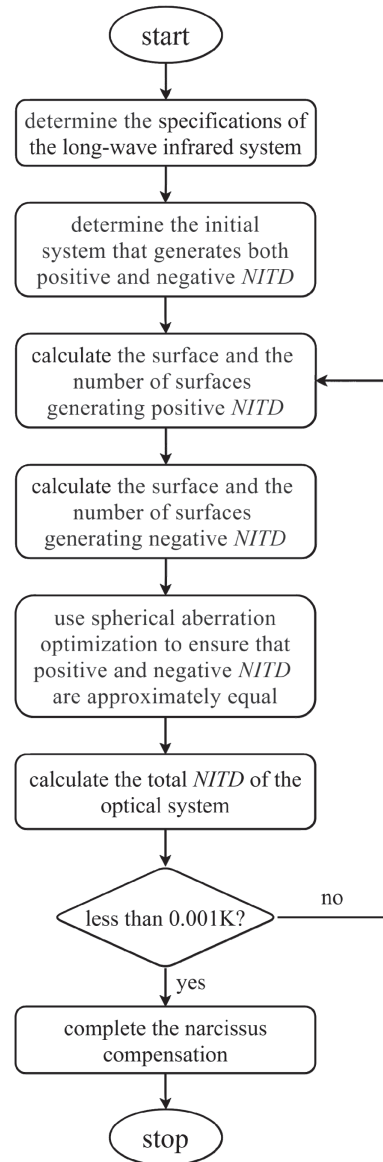 start
determine the specifications of
the long-wave infrared system
determine the initial
system that generates both
positive and negative NITD
calculate the surface and the
number of surfaces
generating positive NITD
calculate the surface and the
number of surfaces
generating negative NITD
use spherical aberration
optimization to ensure that
positive and negative NITD
are approximately equal
calculate the total NITD of the
optical system
less than 0.001K?
no
yes
complete the narcissus
compensation
stop